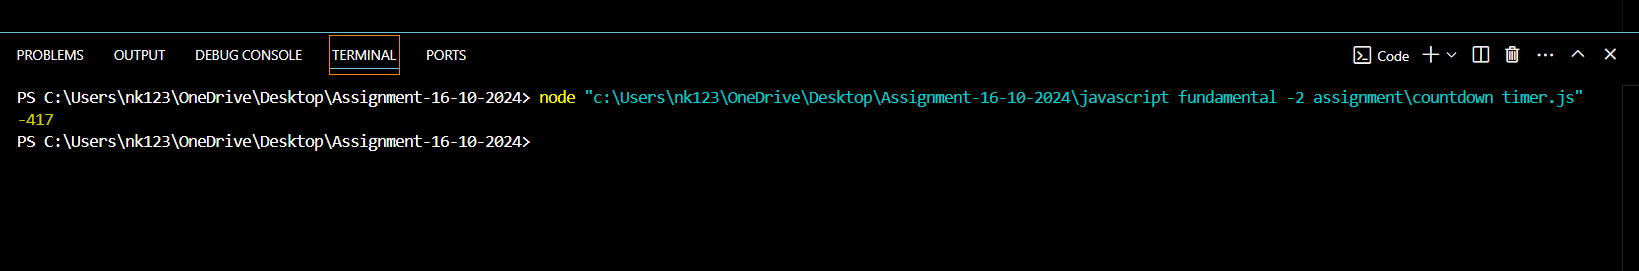 PROBLEMS OUTPUT DEBUG CONSOLE TERMINAL PORTS Code
PS C:\Users\nk123\OneDrive\Desktop\Assignment-16-10-2024> node "c:\Users\nk123\OneDrive\Desktop\Assignment-16-10-2024\javascript fundamental -2 assignment\countdown timer.js"
-417
PS C:\Users\nk123\OneDrive\Desktop\Assignment-16-10-2024>